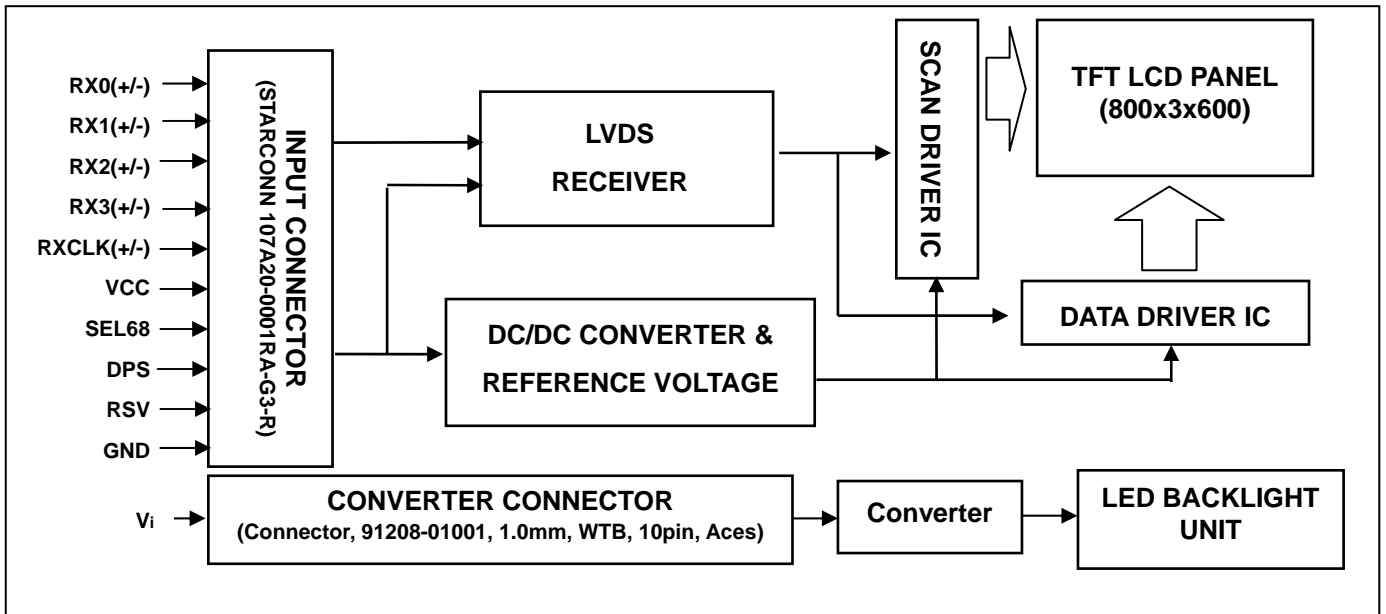 RX0(+/-)
RX1(+/-)
RX2(+/-)
RX3(+/-)
RXCLK(+/-)
VCC
SEL68
DPS
RSV
GND
INPUT CONNECTOR
(STARCONN 107A20-0001RA-G3-R)
LVDS
RECEIVER
DC/DC CONVERTER &
REFERENCE VOLTAGE
SCAN DRIVER IC
TFT LCD PANEL
(800x3x600)
DATA DRIVER IC
Vi
CONVERTER CONNECTOR
(Connector, 91208-01001, 1.0mm, WTB, 10pin, Aces)
Converter
LED BACKLIGHT
UNIT